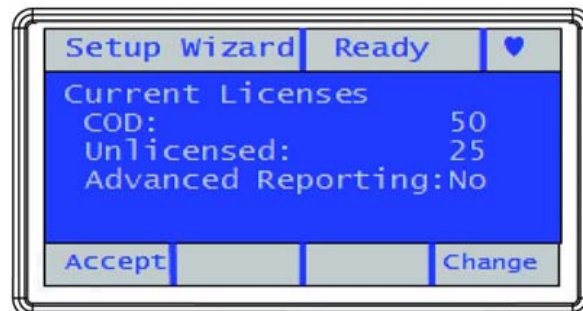 Setup Wizard Ready ♥
Current Licenses
COD: 50
Unlicensed: 25
Advanced Reporting:No
Accept Change